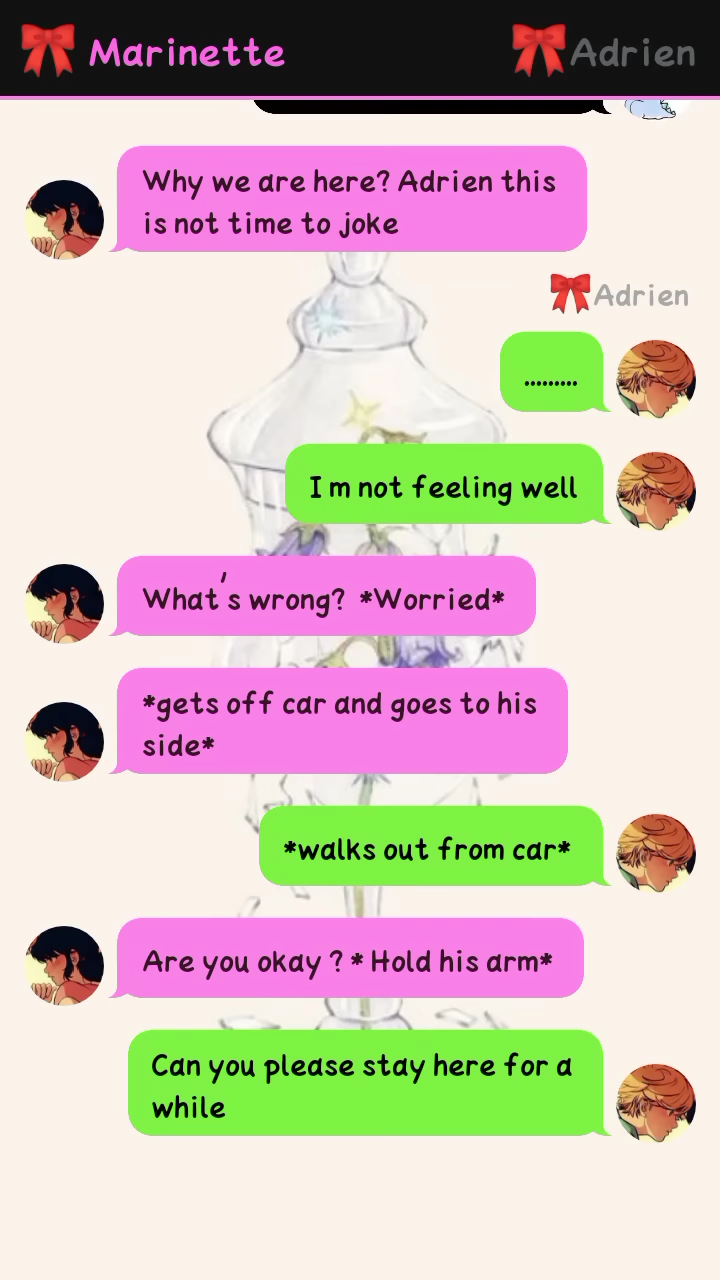 🎀 Marinette 🎀Adrien
Why we are here? Adrien this
is not time to joke
🎀Adrien
.........
I m not feeling well
What's wrong? *Worried*
*gets off car and goes to his
side*
*walks out from car*
Are you okay ? * Hold his arm*
Can you please stay here for a
while